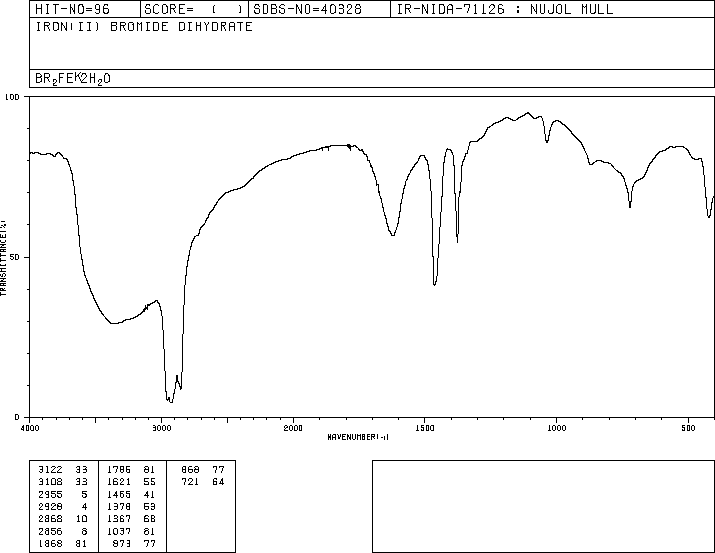 HIT-NO=96 SCORE= ( ) SDBS-NO=40328 IR-NIDA-71126 : NUJOL MULL
IRON(II) BROMIDE DIHYDRATE
BR2FEK2H2O
100
50
0
TRANSMITTANCE(%)
4000 3000 2000 1500 1000 500
WAVENUMBER(-1)
3122 33 1786 81 868 77
3108 33 1621 55 721 64
2955 5 1465 41
2928 4 1378 53
2868 10 1367 68
2856 8 1037 81
1868 81 873 77